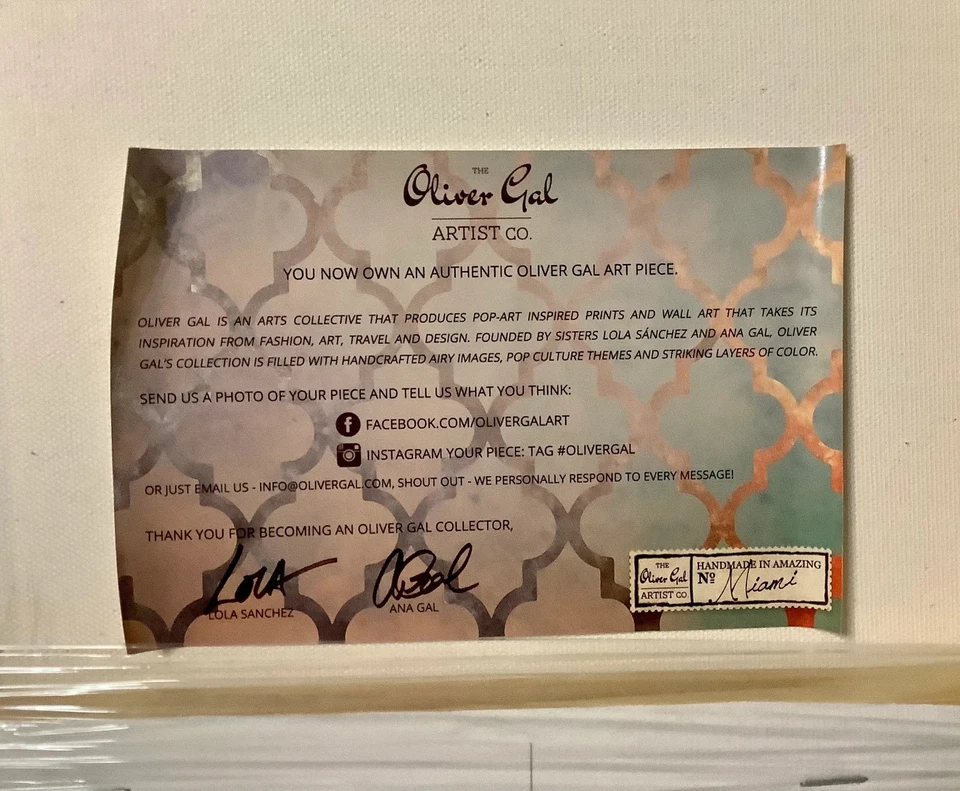 THE
Oliver Gal
ARTIST CO.
YOU NOW OWN AN AUTHENTIC OLIVER GAL ART PIECE.
OLIVER GAL IS AN ARTS COLLECTIVE THAT PRODUCES POP-ART INSPIRED PRINTS AND WALL ART THAT TAKES ITS
INSPIRATION FROM FASHION, ART, TRAVEL AND DESIGN. FOUNDED BY SISTERS LOLA SÁNCHEZ AND ANA GAL, OLIVER
GAL'S COLLECTION IS FILLED WITH HANDCRAFTED AIRY IMAGES, POP CULTURE THEMES AND STRIKING LAYERS OF COLOR.
SEND US A PHOTO OF YOUR PIECE AND TELL US WHAT YOU THINK:
f FACEBOOK.COM/OLIVERGALART
INSTAGRAM YOUR PIECE: TAG #OLIVERGAL
OR JUST EMAIL US - INFO@OLIVERGAL.COM, SHOUT OUT - WE PERSONALLY RESPOND TO EVERY MESSAGE!
THANK YOU FOR BECOMING AN OLIVER GAL COLLECTOR,
LOLA
LOLA SANCHEZ
AGal
ANA GAL
THE
Oliver Gal
ARTIST CO
HANDMADE IN AMAZING
Nº Miami